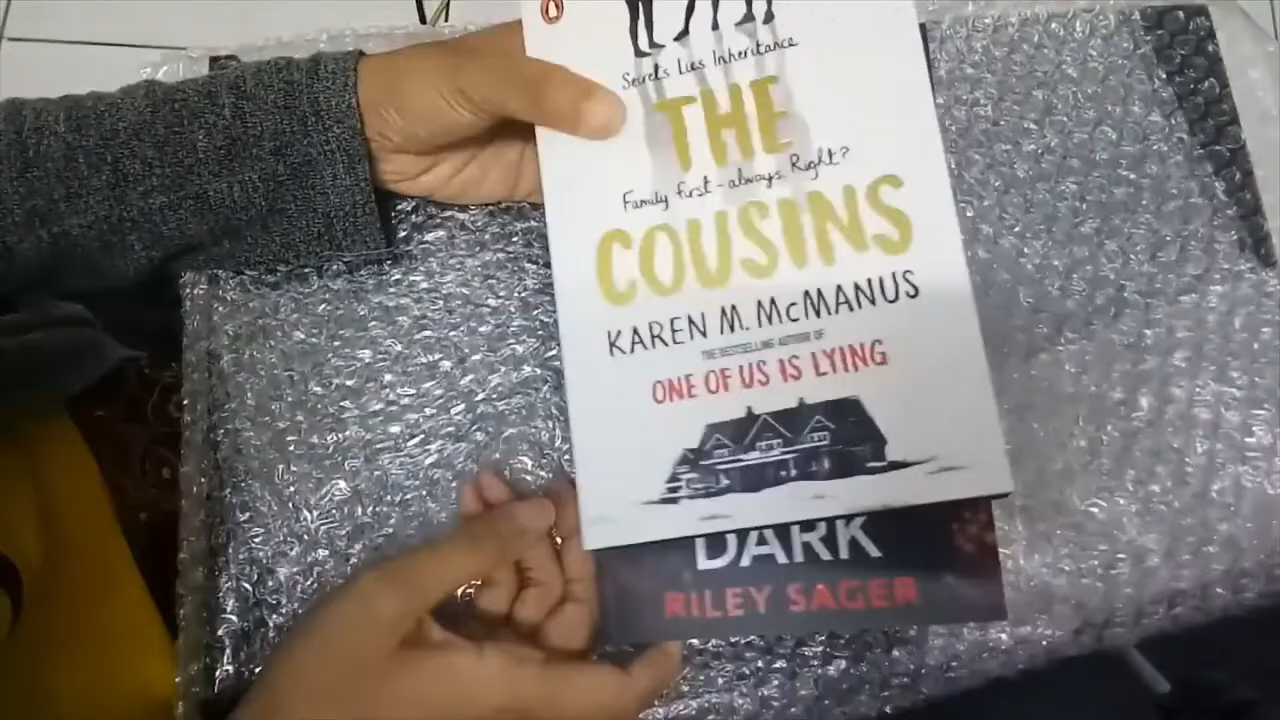 Secrets Lies Inheritance
THE
Family first - always. Right?
COUSINS
KAREN M. McMANUS
THE BESTSELLING AUTHOR OF
ONE OF US IS LYING
DARK
RILEY SAGER